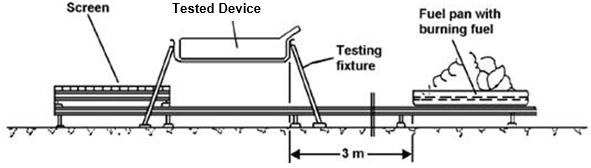 Screen
Tested Device
Fuel pan with
burning fuel
Testing
fixture
3 m